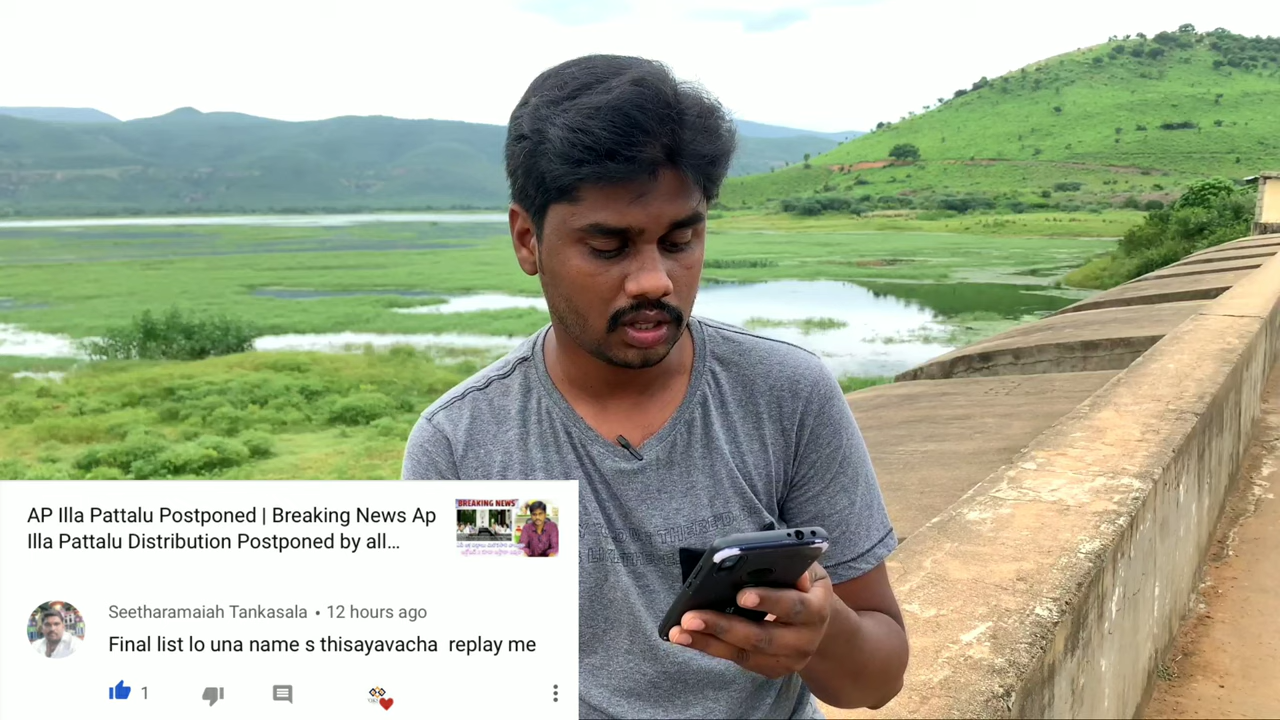 AP Illa Pattalu Postponed | Breaking News Ap
Illa Pattalu Distribution Postponed by all...
BREAKING NEWS
Seetharamaiah Tankasala • 12 hours ago
Final list lo una name s thisayavacha replay me
1